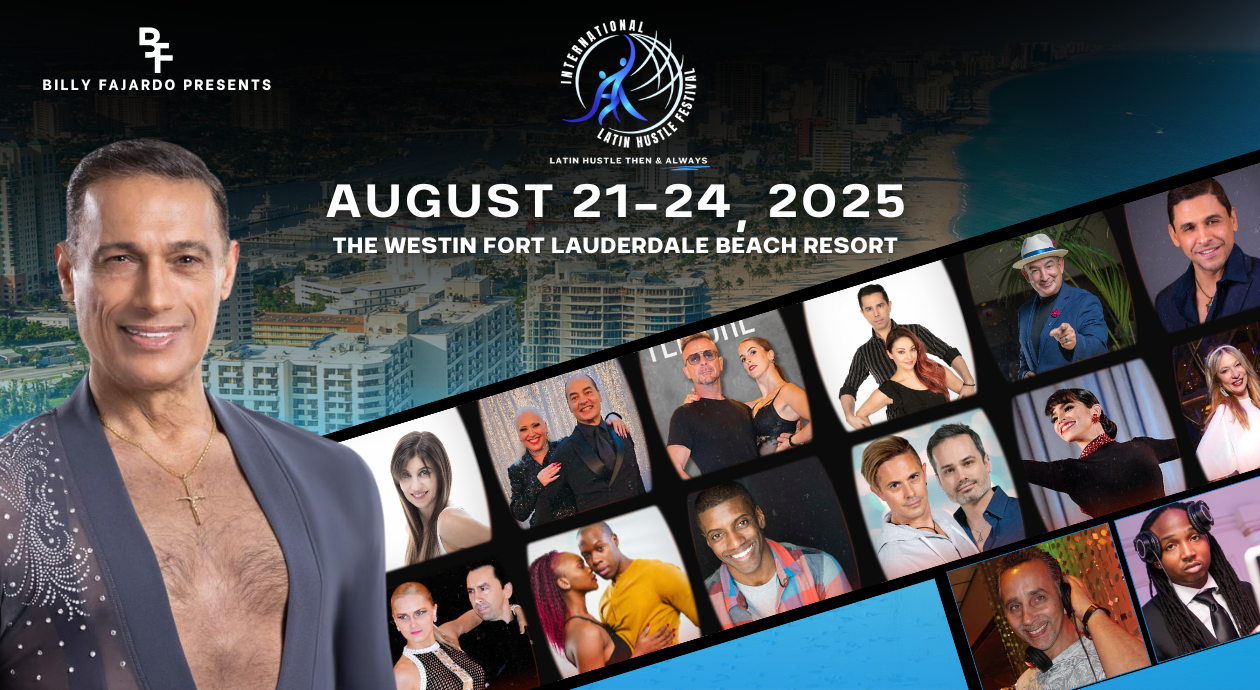 BF
BILLY FAJARDO PRESENTS
INTERNATIONAL
LATIN HUSTLE FESTIVAL
LATIN HUSTLE THEN & ALWAYS
AUGUST 21-24, 2025
THE WESTIN FORT LAUDERDALE BEACH RESORT